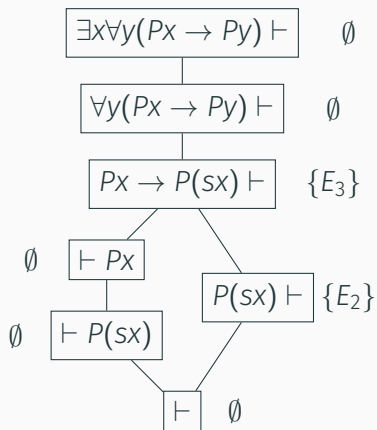 ∃x∀y(Px → Py) ⊢ ∅
∀y(Px → Py) ⊢ ∅
Px → P(sx) ⊢ {E₃}
∅ ⊢ Px
P(sx) ⊢ {E₂}
∅ ⊢ P(sx)
⊢ ∅